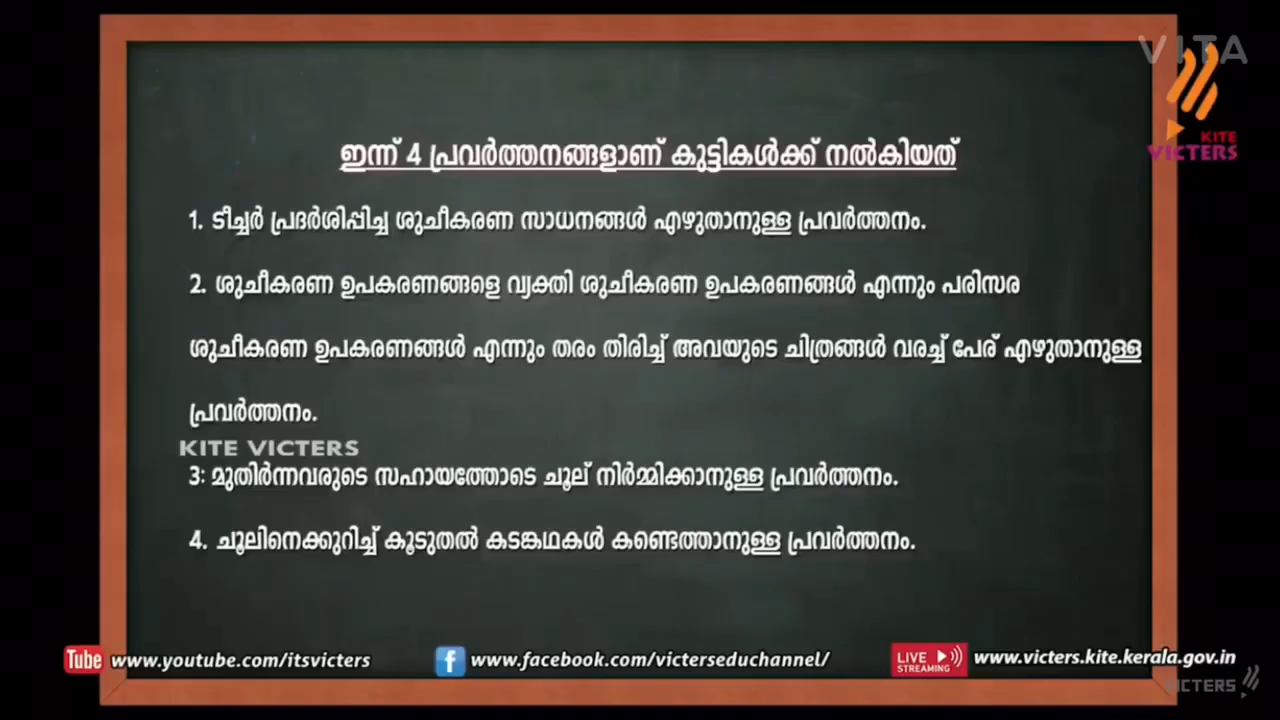 VITA
KITE
VICTERS
ഇന്ന് 4 പ്രവർത്തനങ്ങളാണ് കുട്ടികൾക്ക് നൽകിയത്
1. ടീച്ചർ പ്രദർശിപ്പിച്ച ശുചീകരണ സാധനങ്ങൾ എഴുതാനുള്ള പ്രവർത്തനം.
2. ശുചീകരണ ഉപകരണങ്ങളെ വ്യക്തി ശുചീകരണ ഉപകരണങ്ങൾ എന്നും പരിസര
ശുചീകരണ ഉപകരണങ്ങൾ എന്നും തരം തിരിച്ച് അവയുടെ ചിത്രങ്ങൾ വരച്ച് പേര് എഴുതാനുള്ള
പ്രവർത്തനം.
KITE VICTERS
3: മുതിർന്നവരുടെ സഹായത്തോടെ ചൂല് നിർമ്മിക്കാനുള്ള പ്രവർത്തനം.
4. ചൂലിനെക്കുറിച്ച് കൂടുതൽ കടങ്കഥകൾ കണ്ടെത്താനുള്ള പ്രവർത്തനം.
Tube www.youtube.com/itsvicters f www.facebook.com/victerseduchannel/ LIVE STREAMING www.victers.kite.kerala.gov.in
VICTERS